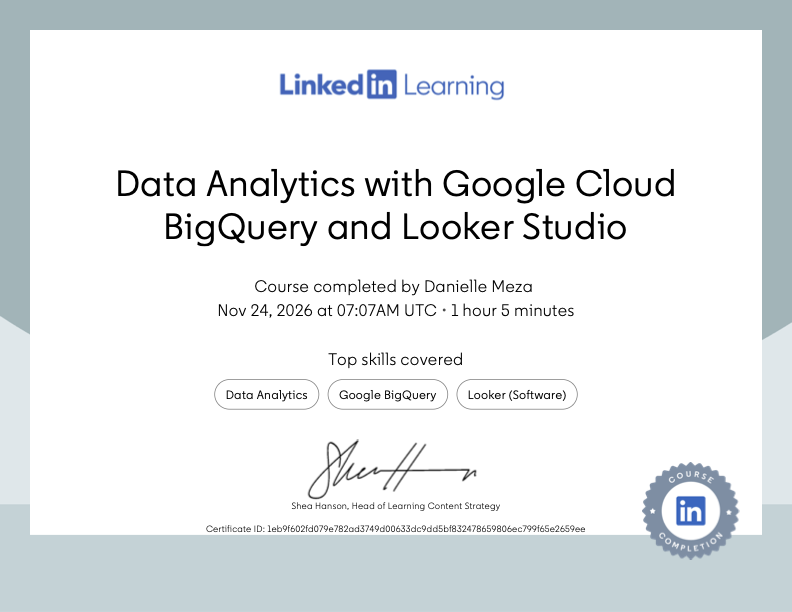 Linked in Learning
Data Analytics with Google Cloud
BigQuery and Looker Studio
Course completed by Danielle Meza
Nov 24, 2026 at 07:07AM UTC • 1 hour 5 minutes
Top skills covered
Data Analytics Google BigQuery Looker (Software)
Shea Hanson, Head of Learning Content Strategy
Certificate ID: 1eb9f602fd079e782ad3749d00633dc9dd5bf832478659806ec799f65e2659ee
COURSE
in
COMPLETION